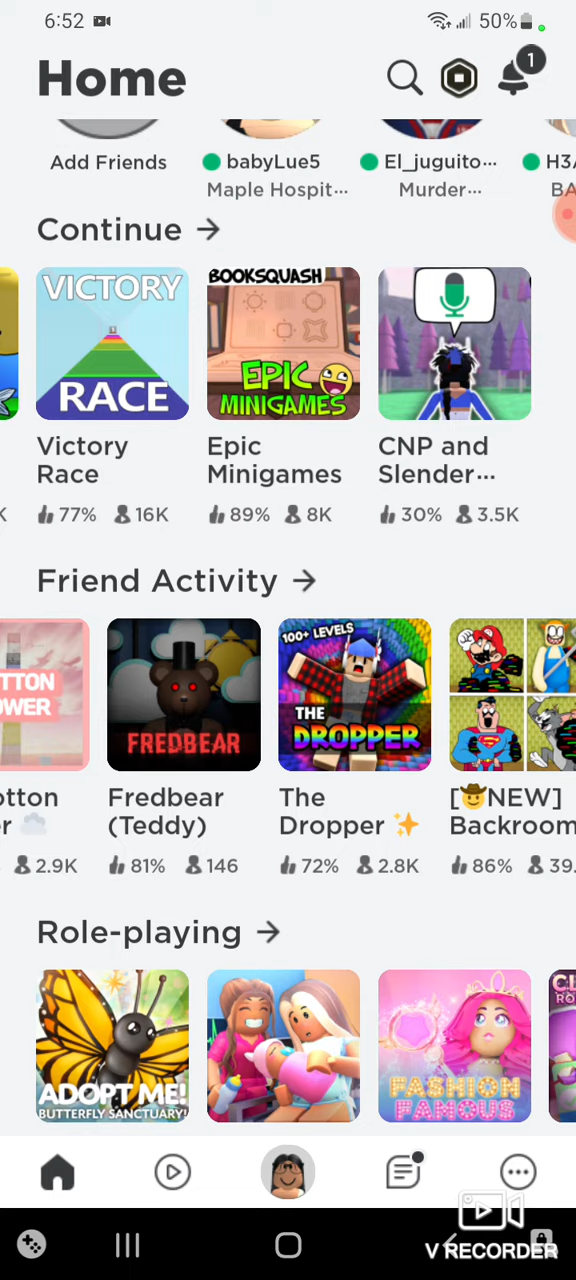 6:52
50%
Home
1
Add Friends
babyLue5
El_juguito...
Maple Hospit...
Murder...
Continue →
VICTORY
RACE
BOOKSQUASH
EPIC
MINIGAMES
Victory
Race
Epic
Minigames
CNP and
Slender...
77% 16K
89% 8K
30% 3.5K
Friend Activity →
FREDBEAR
100+ LEVELS
THE
DROPPER
Fredbear
(Teddy)
The
Dropper ✨
[🤠NEW]
Backroom
2.9K
81% 146
72% 2.8K
86% 39.
Role-playing →
ADOPT ME!
BUTTERFLY SANCTUARY!
FASHION
FAMOUS
V RECORDER